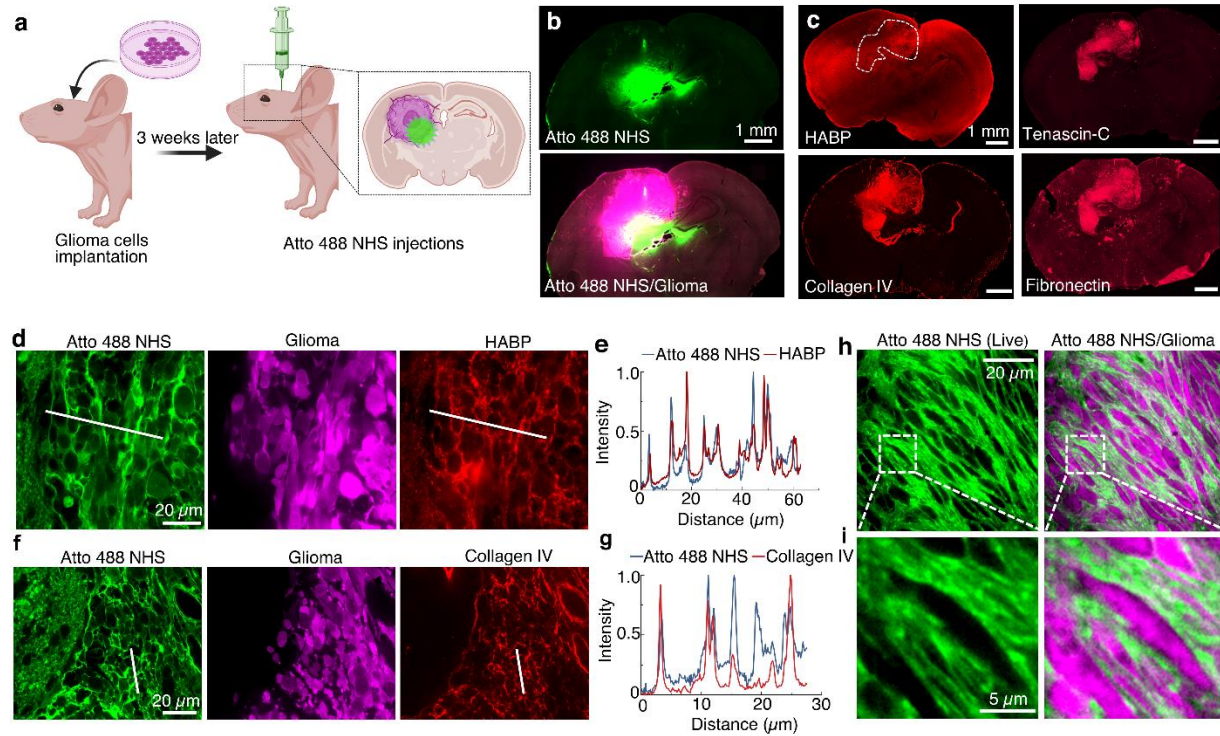 a
3 weeks later
Glioma cells
implantation
Atto 488 NHS injections
b
1 mm
Atto 488 NHS
Atto 488 NHS/Glioma
c
HABP
1 mm
Tenascin-C
Collagen IV
Fibronectin
d
Atto 488 NHS
Glioma
HABP
20 µm
e
Atto 488 NHS
HABP
1.0
0.5
0
Intensity
0
20
40
60
Distance (µm)
f
Atto 488 NHS
Glioma
Collagen IV
20 µm
g
Atto 488 NHS
Collagen IV
1.0
0.5
0
Intensity
0
10
20
30
Distance (µm)
h
Atto 488 NHS (Live)
Atto 488 NHS/Glioma
20 µm
i
5 µm